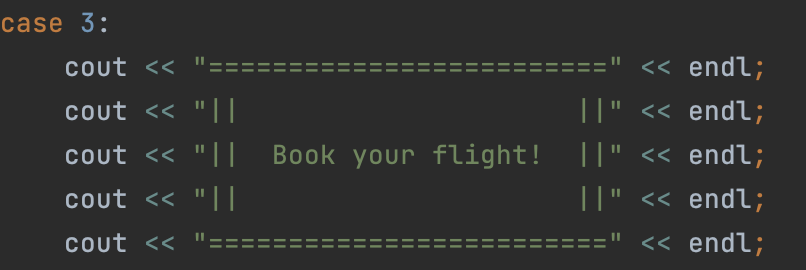 case 3:
    cout << "=========================" << endl;
    cout << "||                     ||" << endl;
    cout << "||  Book your flight!  ||" << endl;
    cout << "||                     ||" << endl;
    cout << "=========================" << endl;